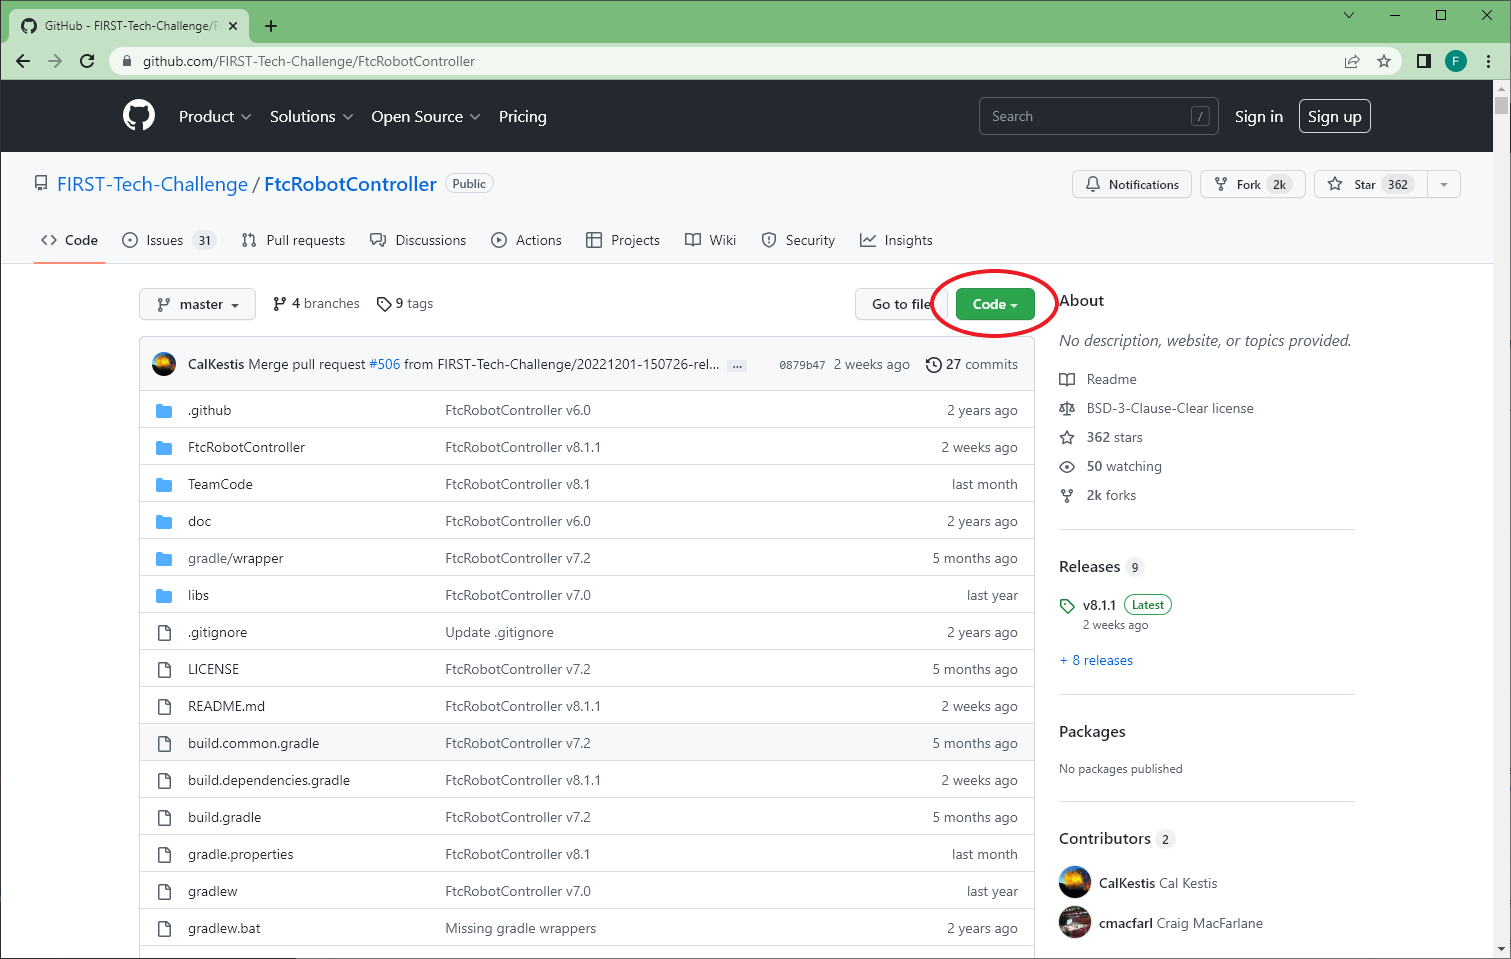 GitHub - FIRST-Tech-Challenge/F
github.com/FIRST-Tech-Challenge/FtcRobotController
F
Product Solutions Open Source Pricing
Search /
Sign in
Sign up
FIRST-Tech-Challenge / FtcRobotController Public
Notifications
Fork 2k
Star 362
Code
Issues 31
Pull requests
Discussions
Actions
Projects
Wiki
Security
Insights
master
4 branches
9 tags
Go to file
Code
CalKestis Merge pull request #506 from FIRST-Tech-Challenge/20221201-150726-rel... ... 0879b47 2 weeks ago 27 commits
.github FtcRobotController v6.0 2 years ago
FtcRobotController FtcRobotController v8.1.1 2 weeks ago
TeamCode FtcRobotController v8.1 last month
doc FtcRobotController v6.0 2 years ago
gradle/wrapper FtcRobotController v7.2 5 months ago
libs FtcRobotController v7.0 last year
.gitignore Update .gitignore 2 years ago
LICENSE FtcRobotController v7.2 5 months ago
README.md FtcRobotController v8.1.1 2 weeks ago
build.common.gradle FtcRobotController v7.2 5 months ago
build.dependencies.gradle FtcRobotController v8.1.1 2 weeks ago
build.gradle FtcRobotController v7.2 5 months ago
gradle.properties FtcRobotController v8.1 last month
gradlew FtcRobotController v7.0 last year
gradlew.bat Missing gradle wrappers 2 years ago
About
No description, website, or topics provided.
Readme
BSD-3-Clause-Clear license
362 stars
50 watching
2k forks
Releases 9
v8.1.1 Latest
2 weeks ago
+ 8 releases
Packages
No packages published
Contributors 2
CalKestis Cal Kestis
cmacfarl Craig MacFarlane